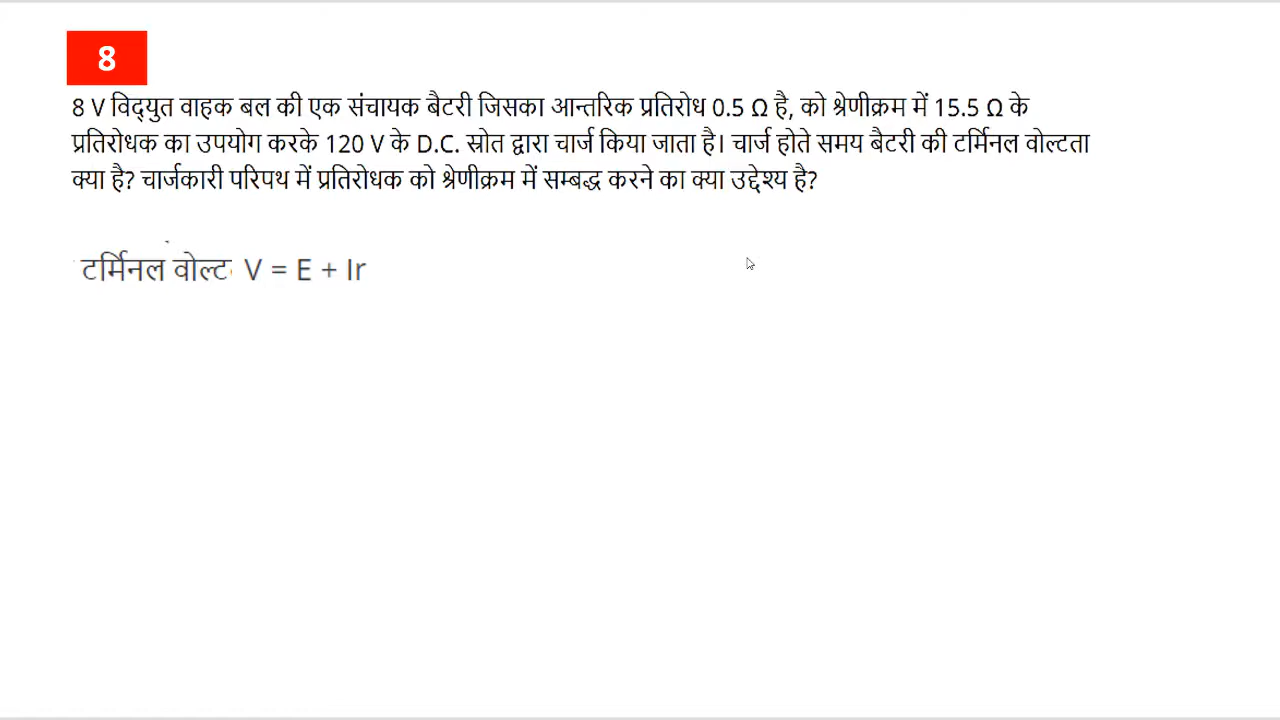 8
8 V विद्युत वाहक बल की एक संचायक बैटरी जिसका आन्तरिक प्रतिरोध 0.5 Ω है, को श्रेणीक्रम में 15.5 Ω के
प्रतिरोधक का उपयोग करके 120 V के D.C. स्रोत द्वारा चार्ज किया जाता है। चार्ज होते समय बैटरी की टर्मिनल वोल्टता
क्या है? चार्जकारी परिपथ में प्रतिरोधक को श्रेणीक्रम में सम्बद्ध करने का क्या उद्देश्य है?
टर्मिनल वोल्ट V = E + Ir